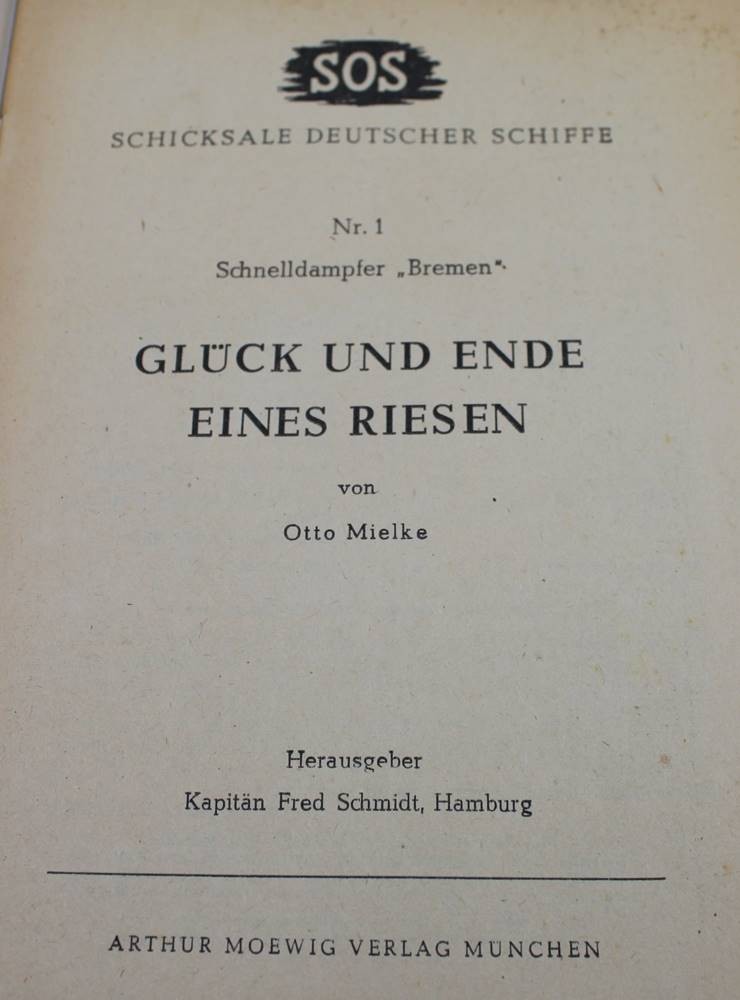 SOS
SCHICKSALE DEUTSCHER SCHIFFE
Nr. 1
Schnelldampfer „Bremen“
GLÜCK UND ENDE
EINES RIESEN
von
Otto Mielke
Herausgeber
Kapitän Fred Schmidt, Hamburg
ARTHUR MOEWIG VERLAG MÜNCHEN